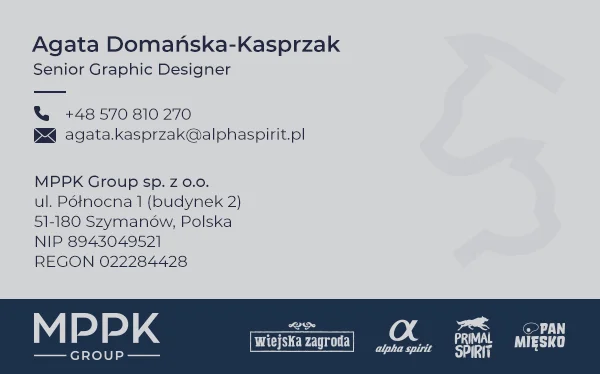 Agata Domańska-Kasprzak
Senior Graphic Designer
+48 570 810 270
agata.kasprzak@alphaspirit.pl
MPPK Group sp. z o.o.
ul. Północna 1 (budynek 2)
51-180 Szymanów, Polska
NIP 8943049521
REGON 022284428
MPPK
GROUP
wiejska zagroda
α
alpha spirit
PRIMAL
SPIRIT
PAN
MIĘSKO